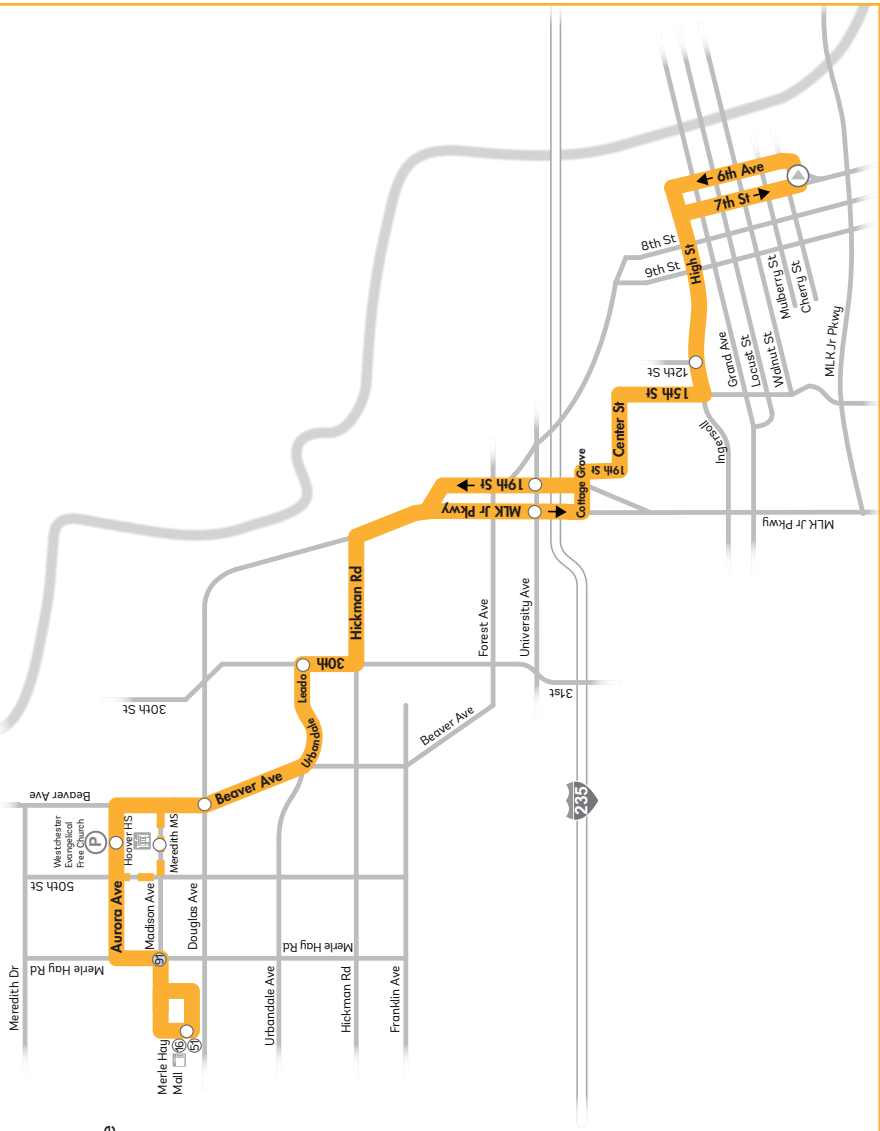 6th Ave
7th St
8th St
9th St
High St
Mulberry St
Cherry St
MLK Jr Pkwy
Grand Ave
Locust St
Walnut St
12th St
15th St
Ingersoll
Center St
19th St
Cottage Grove
19th St
MLK Jr Pkwy
MLK Jr Pkwy
Hickman Rd
Forest Ave
University Ave
30th
Leado
31st
30th St
Urbandale
Beaver Ave
Beaver Ave
235
Beaver Ave
Westchester
Evangelical
Free Church
P
Hoover HS
Meredith MS
50th St
Aurora Ave
Madison Ave
Douglas Ave
Merle Hay Rd
Merle Hay Rd
91
Meredith Dr
Urbandale Ave
Hickman Rd
Franklin Ave
Merle Hay
Mall
16
51
e